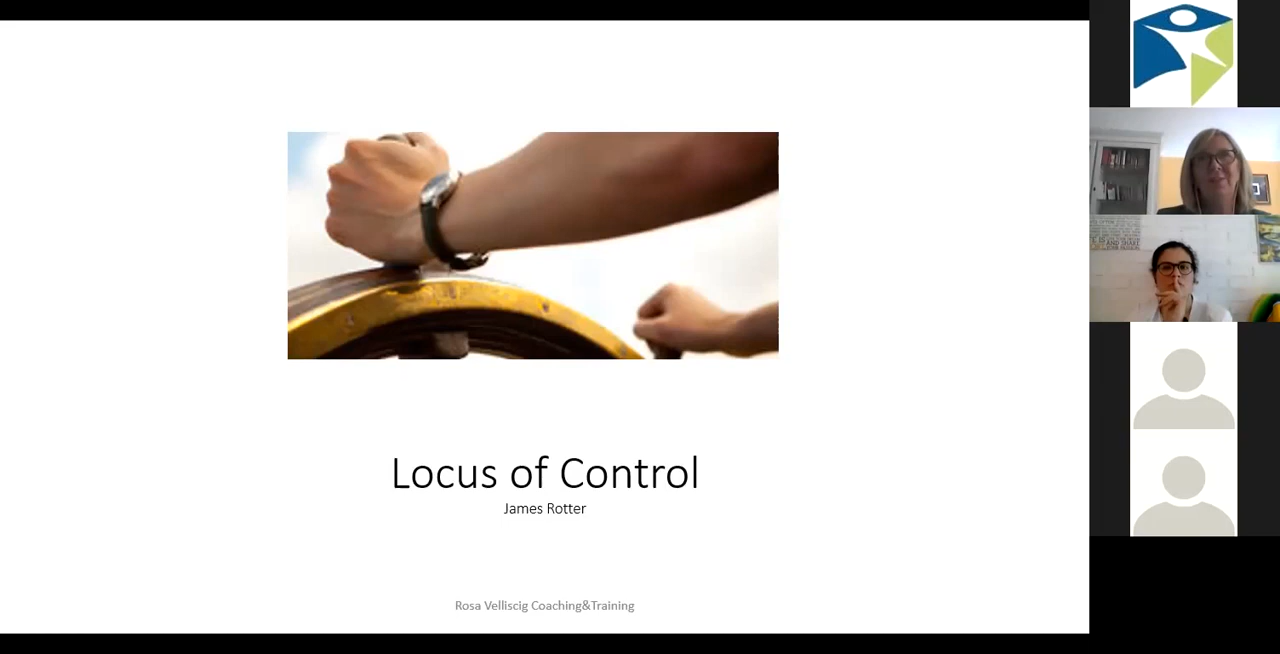 Locus of Control
James Rotter
Rosa Velliscig Coaching&Training